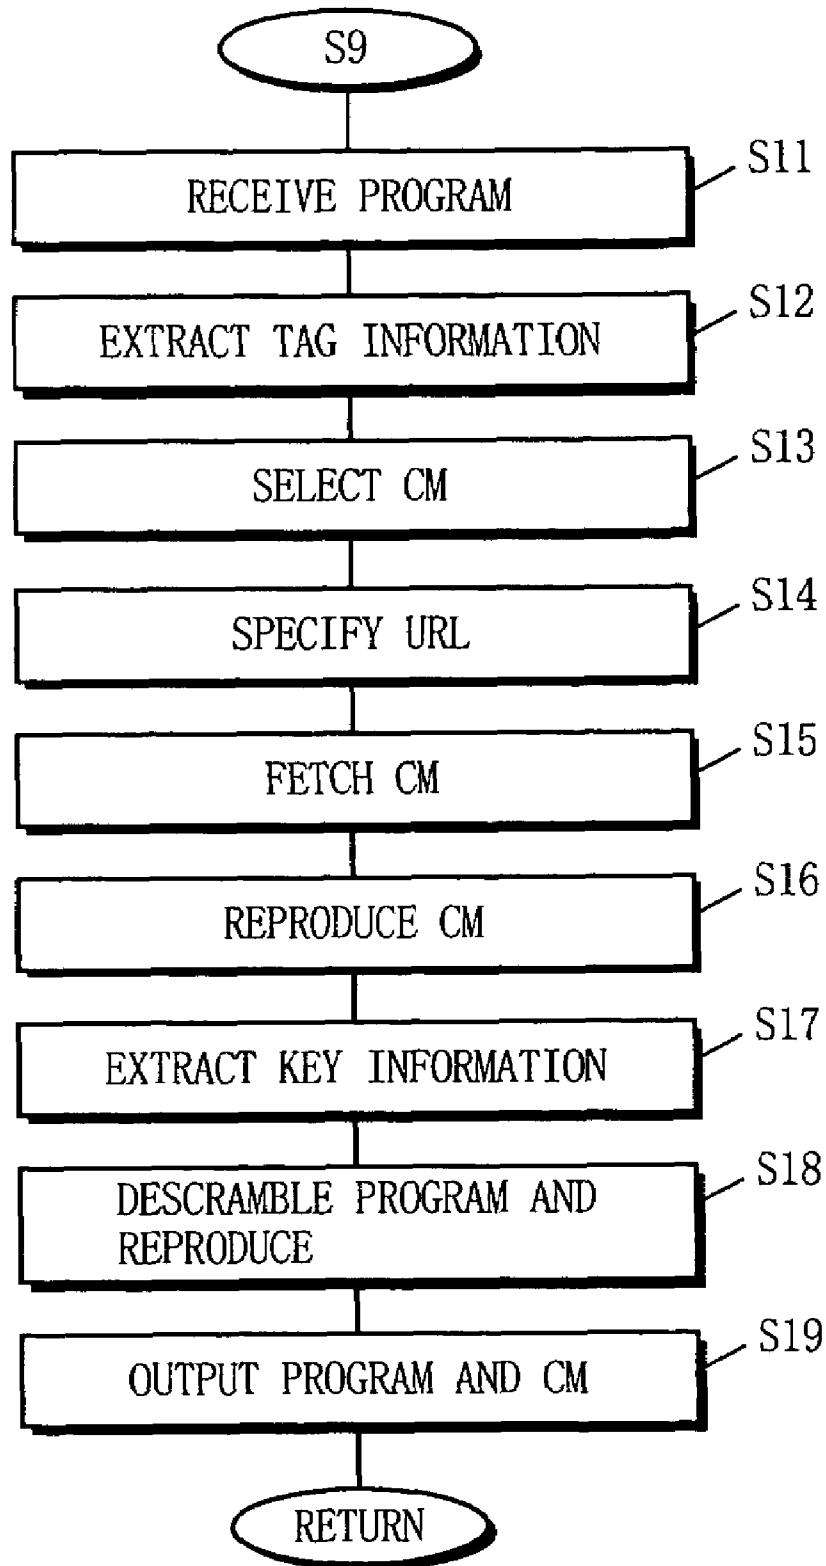 S9
RECEIVE PROGRAM
S11
EXTRACT TAG INFORMATION
S12
SELECT CM
S13
SPECIFY URL
S14
FETCH CM
S15
REPRODUCE CM
S16
EXTRACT KEY INFORMATION
S17
DESCRAMBLE PROGRAM AND
REPRODUCE
S18
OUTPUT PROGRAM AND CM
S19
RETURN